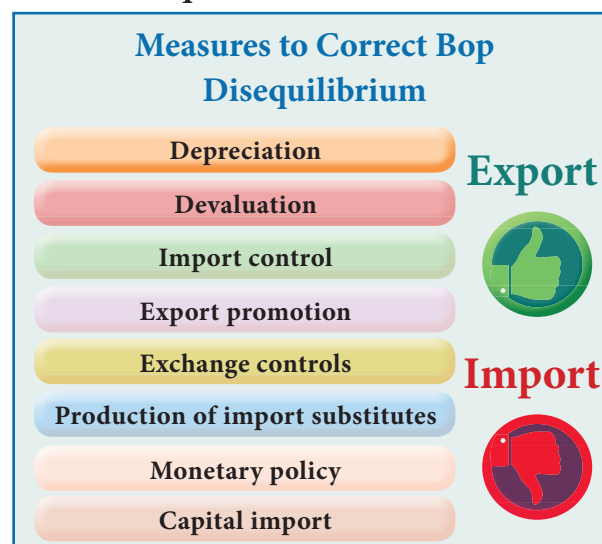 Measures to Correct Bop
Disequilibrium
Depreciation
Devaluation
Import control
Export promotion
Exchange controls
Production of import substitutes
Monetary policy
Capital import
Export
Import